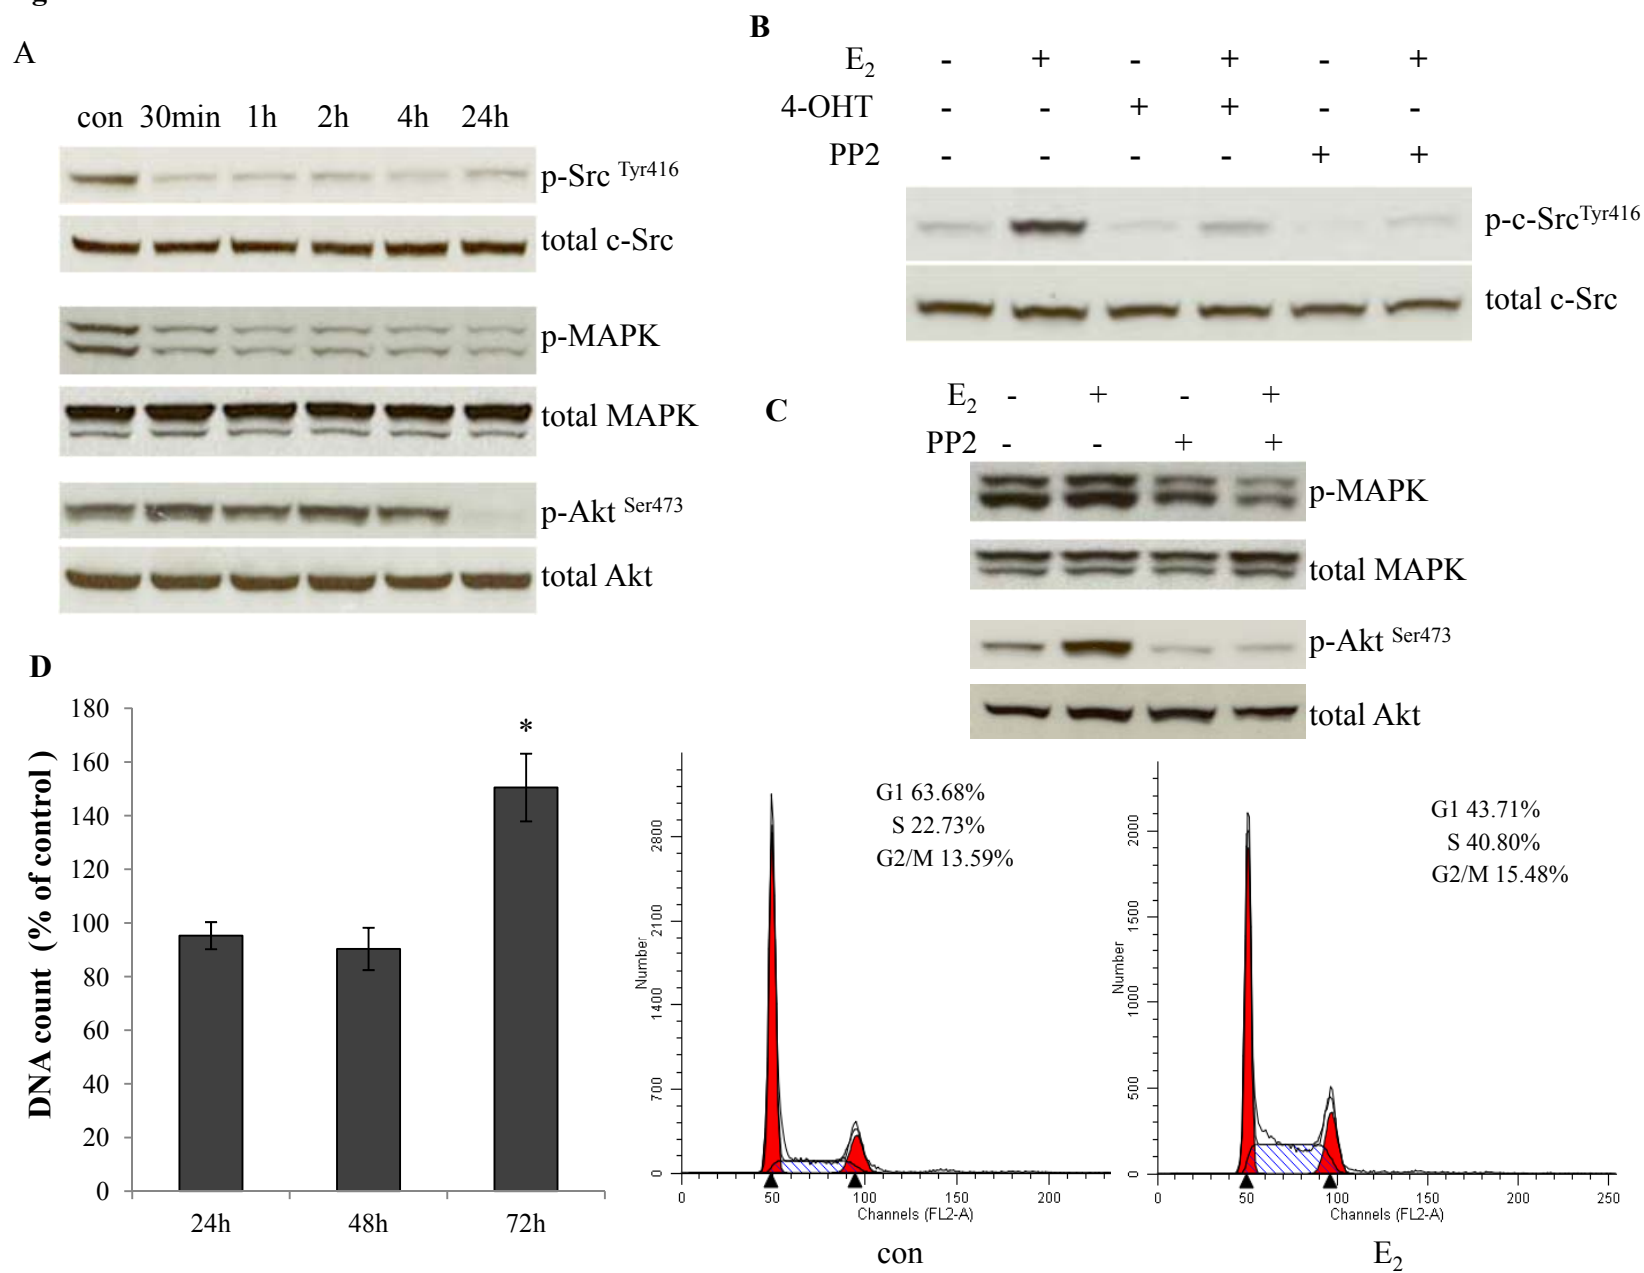 A
con 30min 1h 2h 4h 24h
p-Src Tyr416
total c-Src
p-MAPK
total MAPK
p-Akt Ser473
total Akt
B
E2 - + - + - +
4-OHT - - + + - -
PP2 - - - - + +
p-c-SrcTyr416
total c-Src
C
E2 - + - +
PP2 - - + +
p-MAPK
total MAPK
p-Akt Ser473
total Akt
D
DNA count (% of control )
180
160
140
120
100
80
60
40
20
0
*
24h 48h 72h
G1 63.68%
S 22.73%
G2/M 13.59%
Number
2800
2100
1400
700
0
0 50 100 150 200
Channels (FL2-A)
con
G1 43.71%
S 40.80%
G2/M 15.48%
Number
2000
1500
1000
500
0
0 50 100 150 200 250
Channels (FL2-A)
E2